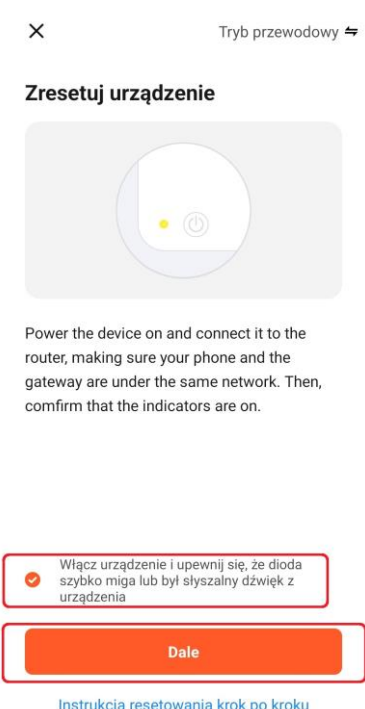 Tryb przewodowy
Zresetuj urządzenie
Power the device on and connect it to the
router, making sure your phone and the
gateway are under the same network. Then,
comfirm that the indicators are on.
Włącz urządzenie i upewnij się, że dioda
szybko miga lub był słyszalny dźwięk z
urządzenia
Dale
Instrukcja resetowania krok po kroku